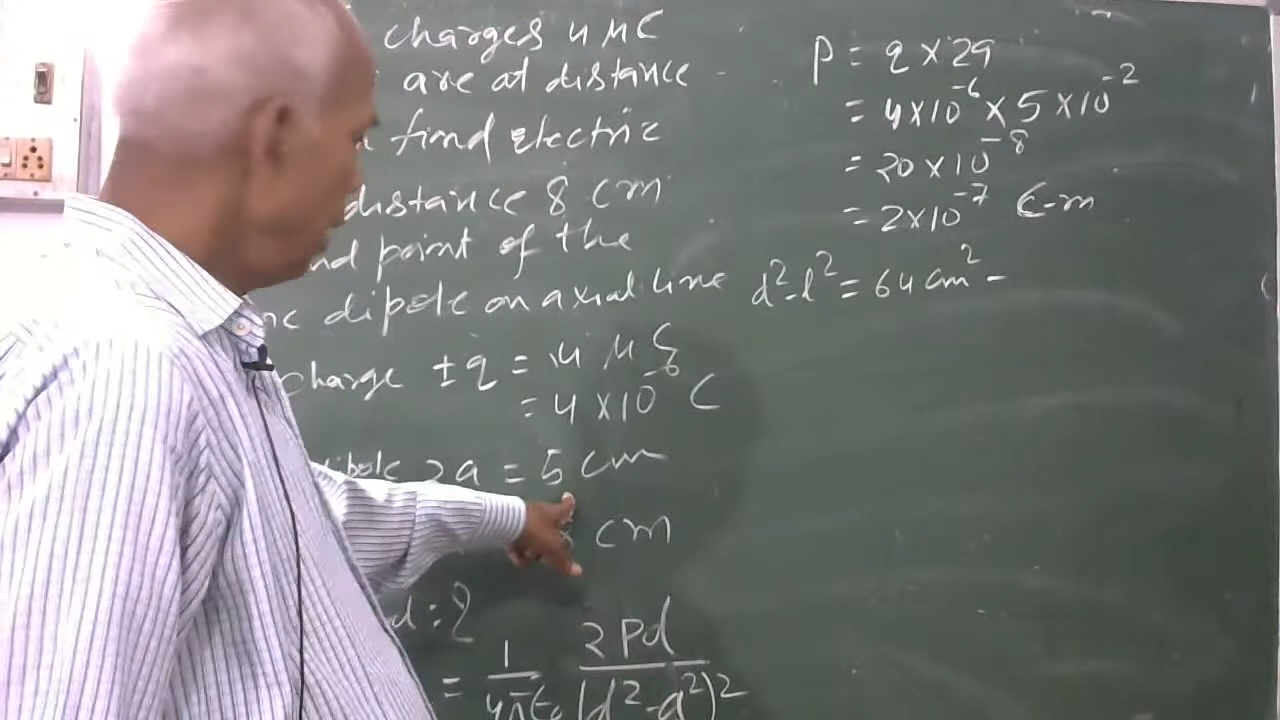 charges 4 μC
are at distance
find electric
distance 8 cm
point of the
dipole on axial line
charge ±q = 4 μC
= 4×10⁻⁶ C
2a = 5 cm
cm
= 1/4πε₀ 2Pd/(d²-a²)²
P = q×2a
= 4×10⁻⁶×5×10⁻²
= 20×10⁻⁸
= 2×10⁻⁷ C-m
d²-l² = 64 cm² -